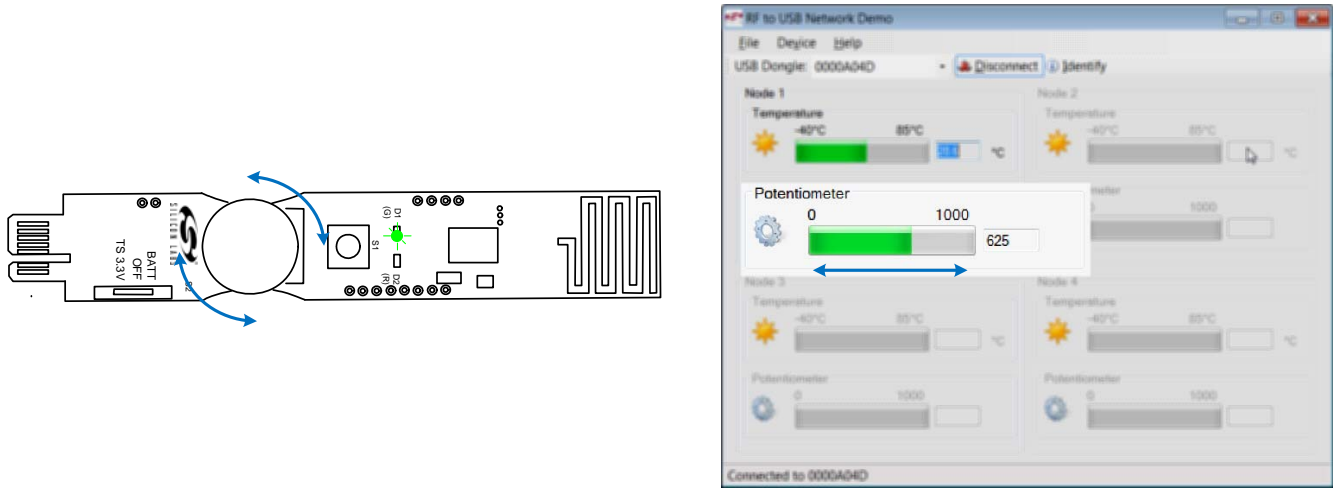 SILICON LABS
BATT
OFF
TS 3.3V
D1
(G)
S1
D2
(R)
RF to USB Network Demo
File Device Help
USB Dongle: 0000A04D Disconnect Identify
Node 1
Temperature
-40°C 85°C
°C
Potentiometer
0 1000
625
Node 2
Temperature
-40°C 85°C
°C
1000
Node 3
Temperature
-40°C 85°C
°C
Potentiometer
0 1000
Node 4
Temperature
-40°C 85°C
°C
Potentiometer
0 1000
Connected to 0000A04D